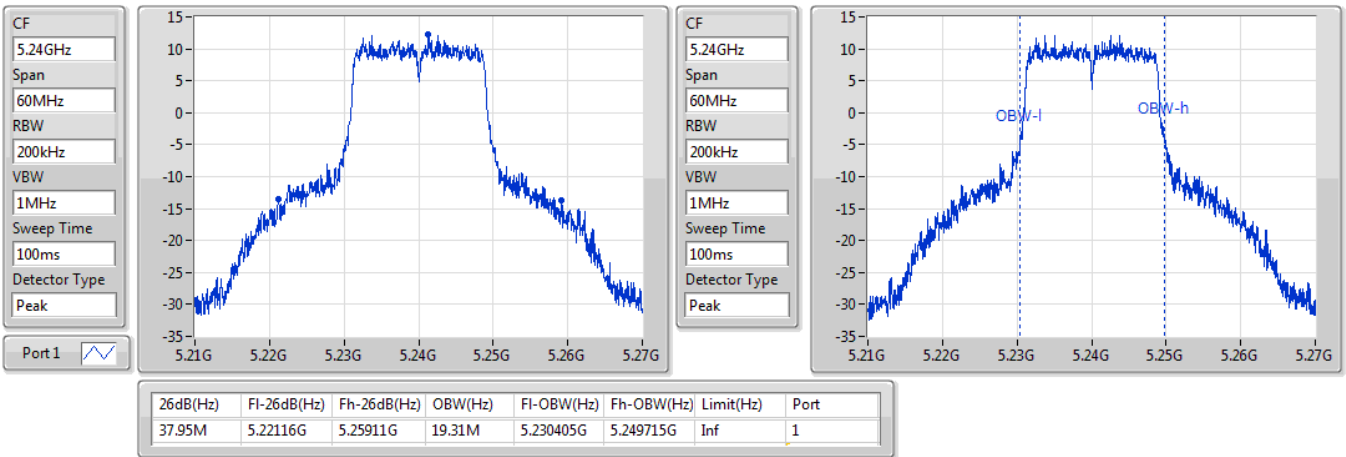 CF
5.24GHz
Span
60MHz
RBW
200kHz
VBW
1MHz
Sweep Time
100ms
Detector Type
Peak
Port 1
15
10
5
0
-5
-10
-15
-20
-25
-30
-35
5.21G 5.22G 5.23G 5.24G 5.25G 5.26G 5.27G
CF
5.24GHz
Span
60MHz
RBW
200kHz
VBW
1MHz
Sweep Time
100ms
Detector Type
Peak
15
10
5
0
-5
-10
-15
-20
-25
-30
-35
OBW-l
OBW-h
5.21G 5.22G 5.23G 5.24G 5.25G 5.26G 5.27G
26dB(Hz) Fl-26dB(Hz) Fh-26dB(Hz) OBW(Hz) Fl-OBW(Hz) Fh-OBW(Hz) Limit(Hz) Port
37.95M 5.22116G 5.25911G 19.31M 5.230405G 5.249715G Inf 1